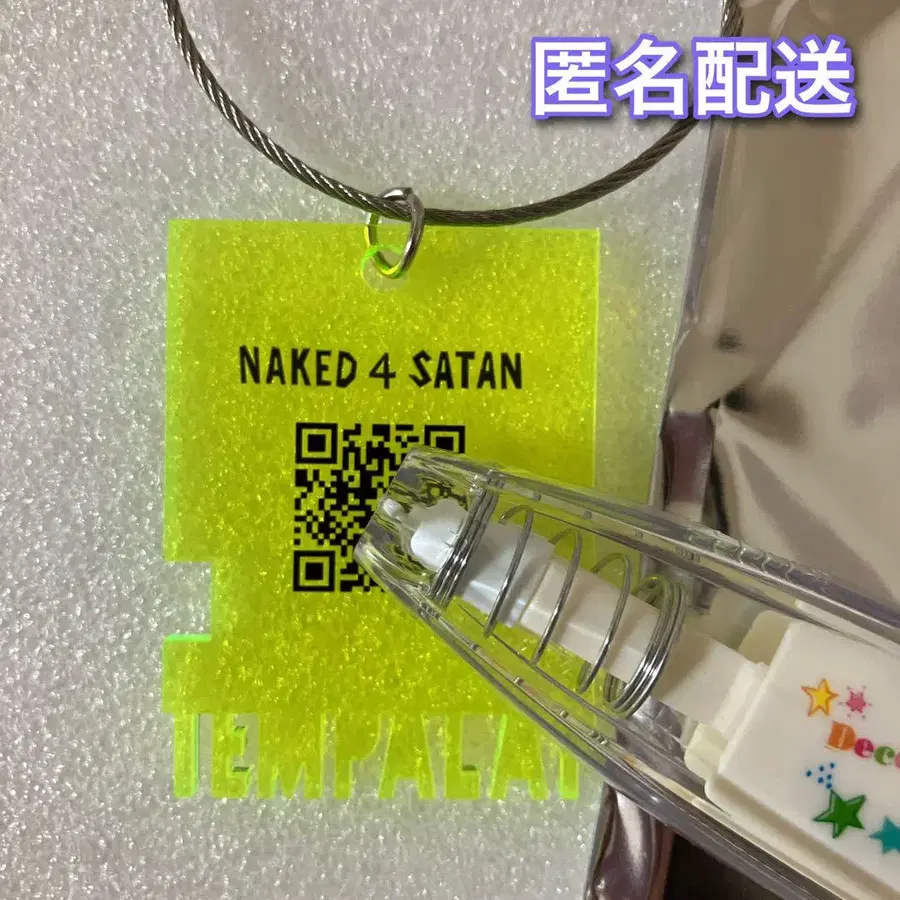 匿名配送
NAKED 4 SATAN
TEMPALAY